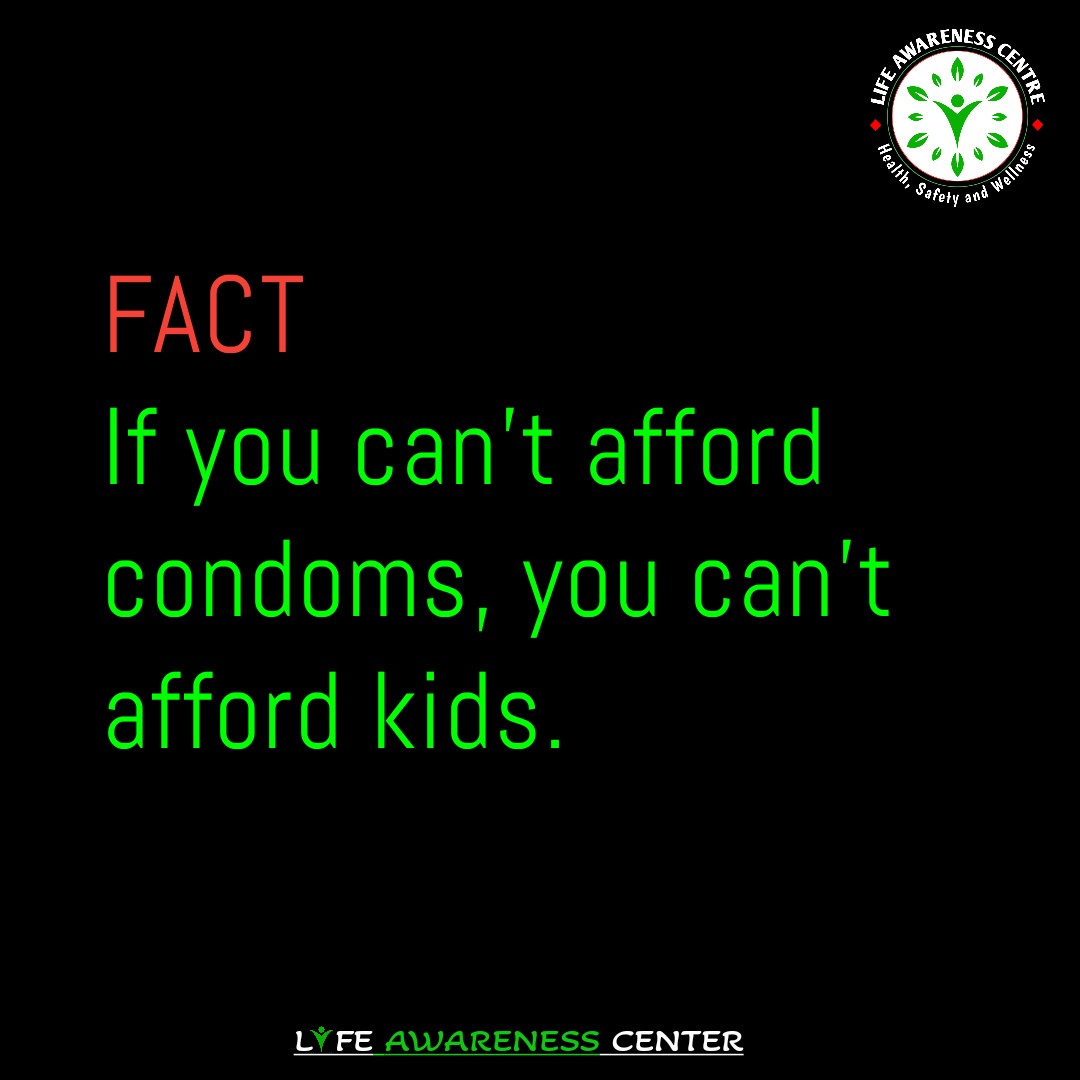 LIFE AWARENESS CENTRE
Health, Safety and Wellness
FACT
If you can't afford
condoms, you can't
afford kids.
LYFE AWARENESS CENTER